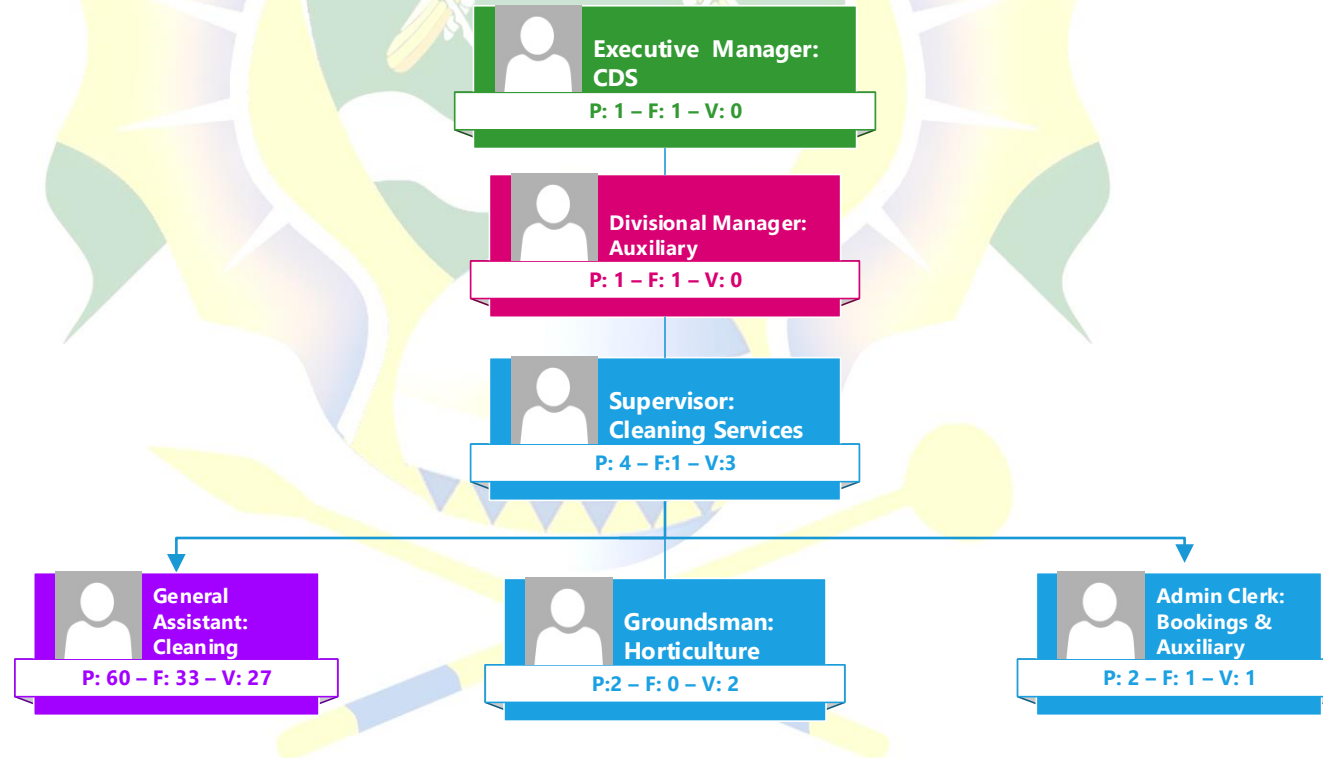 Executive Manager:
CDS
P: 1 – F: 1 – V: 0
Divisional Manager:
Auxiliary
P: 1 – F: 1 – V: 0
Supervisor:
Cleaning Services
P: 4 – F:1 – V:3
General
Assistant:
Cleaning
P: 60 – F: 33 – V: 27
Groundsman:
Horticulture
P:2 – F: 0 – V: 2
Admin Clerk:
Bookings &
Auxiliary
P: 2 – F: 1 – V: 1